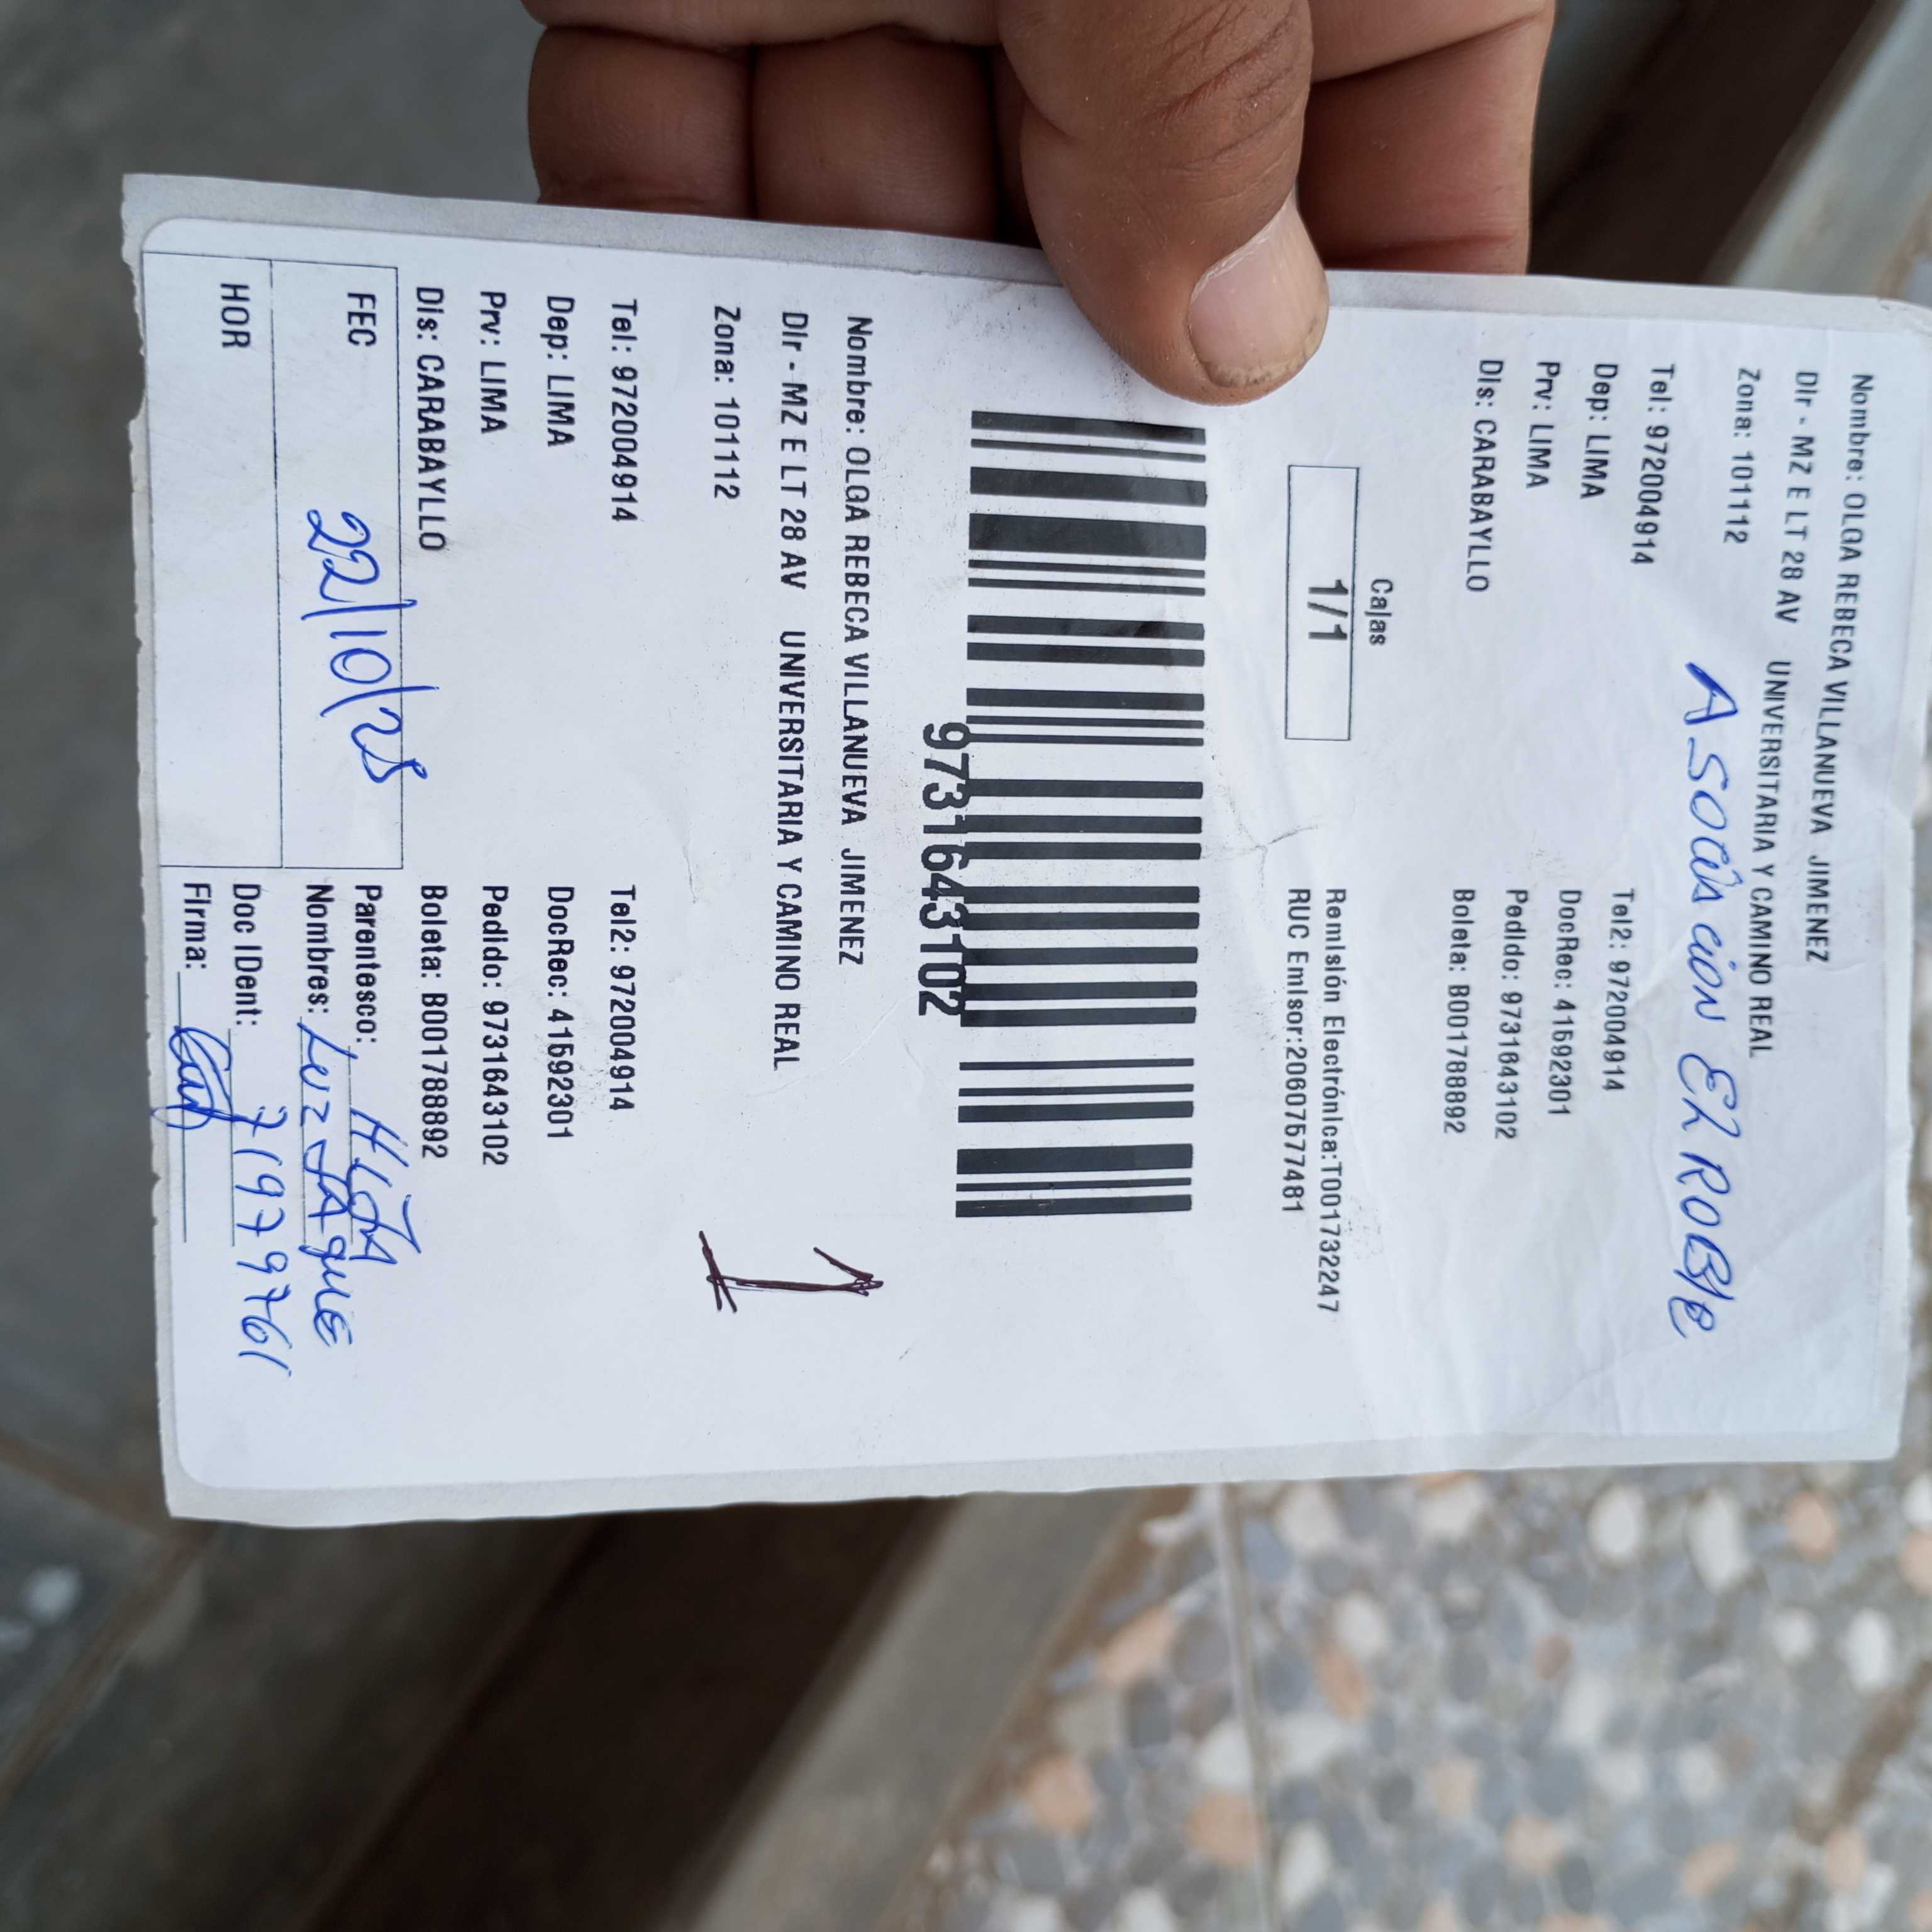 Nombre: OLGA REBECA VILLANUEVA JIMENEZ
Dir - MZ E LT 28 AV UNIVERSITARIA Y CAMINO REAL
Zona: 101112
Asociación El Roble
Tel: 972004914 Tel2: 972004914
Dep: LIMA DocRec: 41592301
Prv: LIMA Pedido: 9731643102
Dis: CARABAYLLO Boleta: B001788892
Cajas
1/1
Remisión Electrónica:T001732247
RUC Emisor:20607577481
9731643102
Nombre: OLGA REBECA VILLANUEVA JIMENEZ
Dir - MZ E LT 28 AV UNIVERSITARIA Y CAMINO REAL
Zona: 101112
1
Tel: 972004914 Tel2: 972004914
Dep: LIMA DocRec: 41592301
Prv: LIMA Pedido: 9731643102
Dis: CARABAYLLO Boleta: B001788892
FEC 22/10/25 Parentesco: HIJA
Nombres: Luz
HOR Doc IDent: 71979761
Firma: